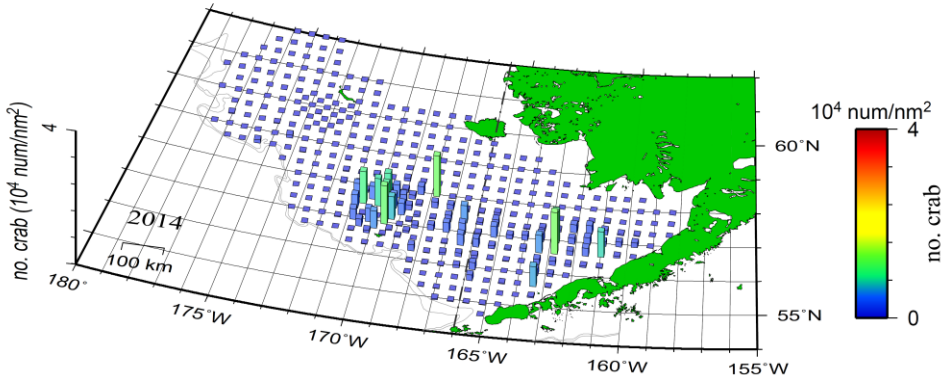 10⁴ num/nm²
4
0
no. crab
4
no. crab (10⁴ num/nm²)
2014
100 km
60°N
55°N
180°
175°W
170°W
165°W
160°W
155°W